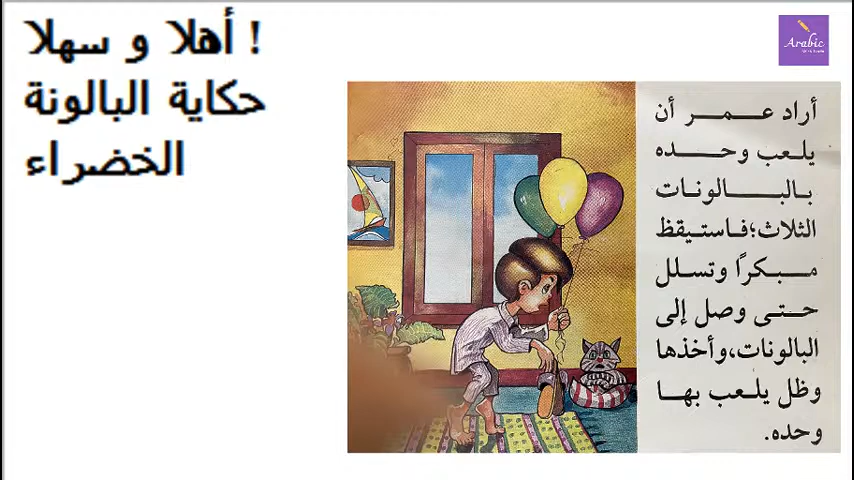 أهلا و سهلا !
حكاية البالونة
الخضراء
Arabic
أراد عمر أن
يلعب وحده
بالبالونات
الثلاث؛فاستيقظ
مبكرًا وتسلل
حتى وصل إلى
البالونات،وأخذها
وظل يلعب بها
وحده.